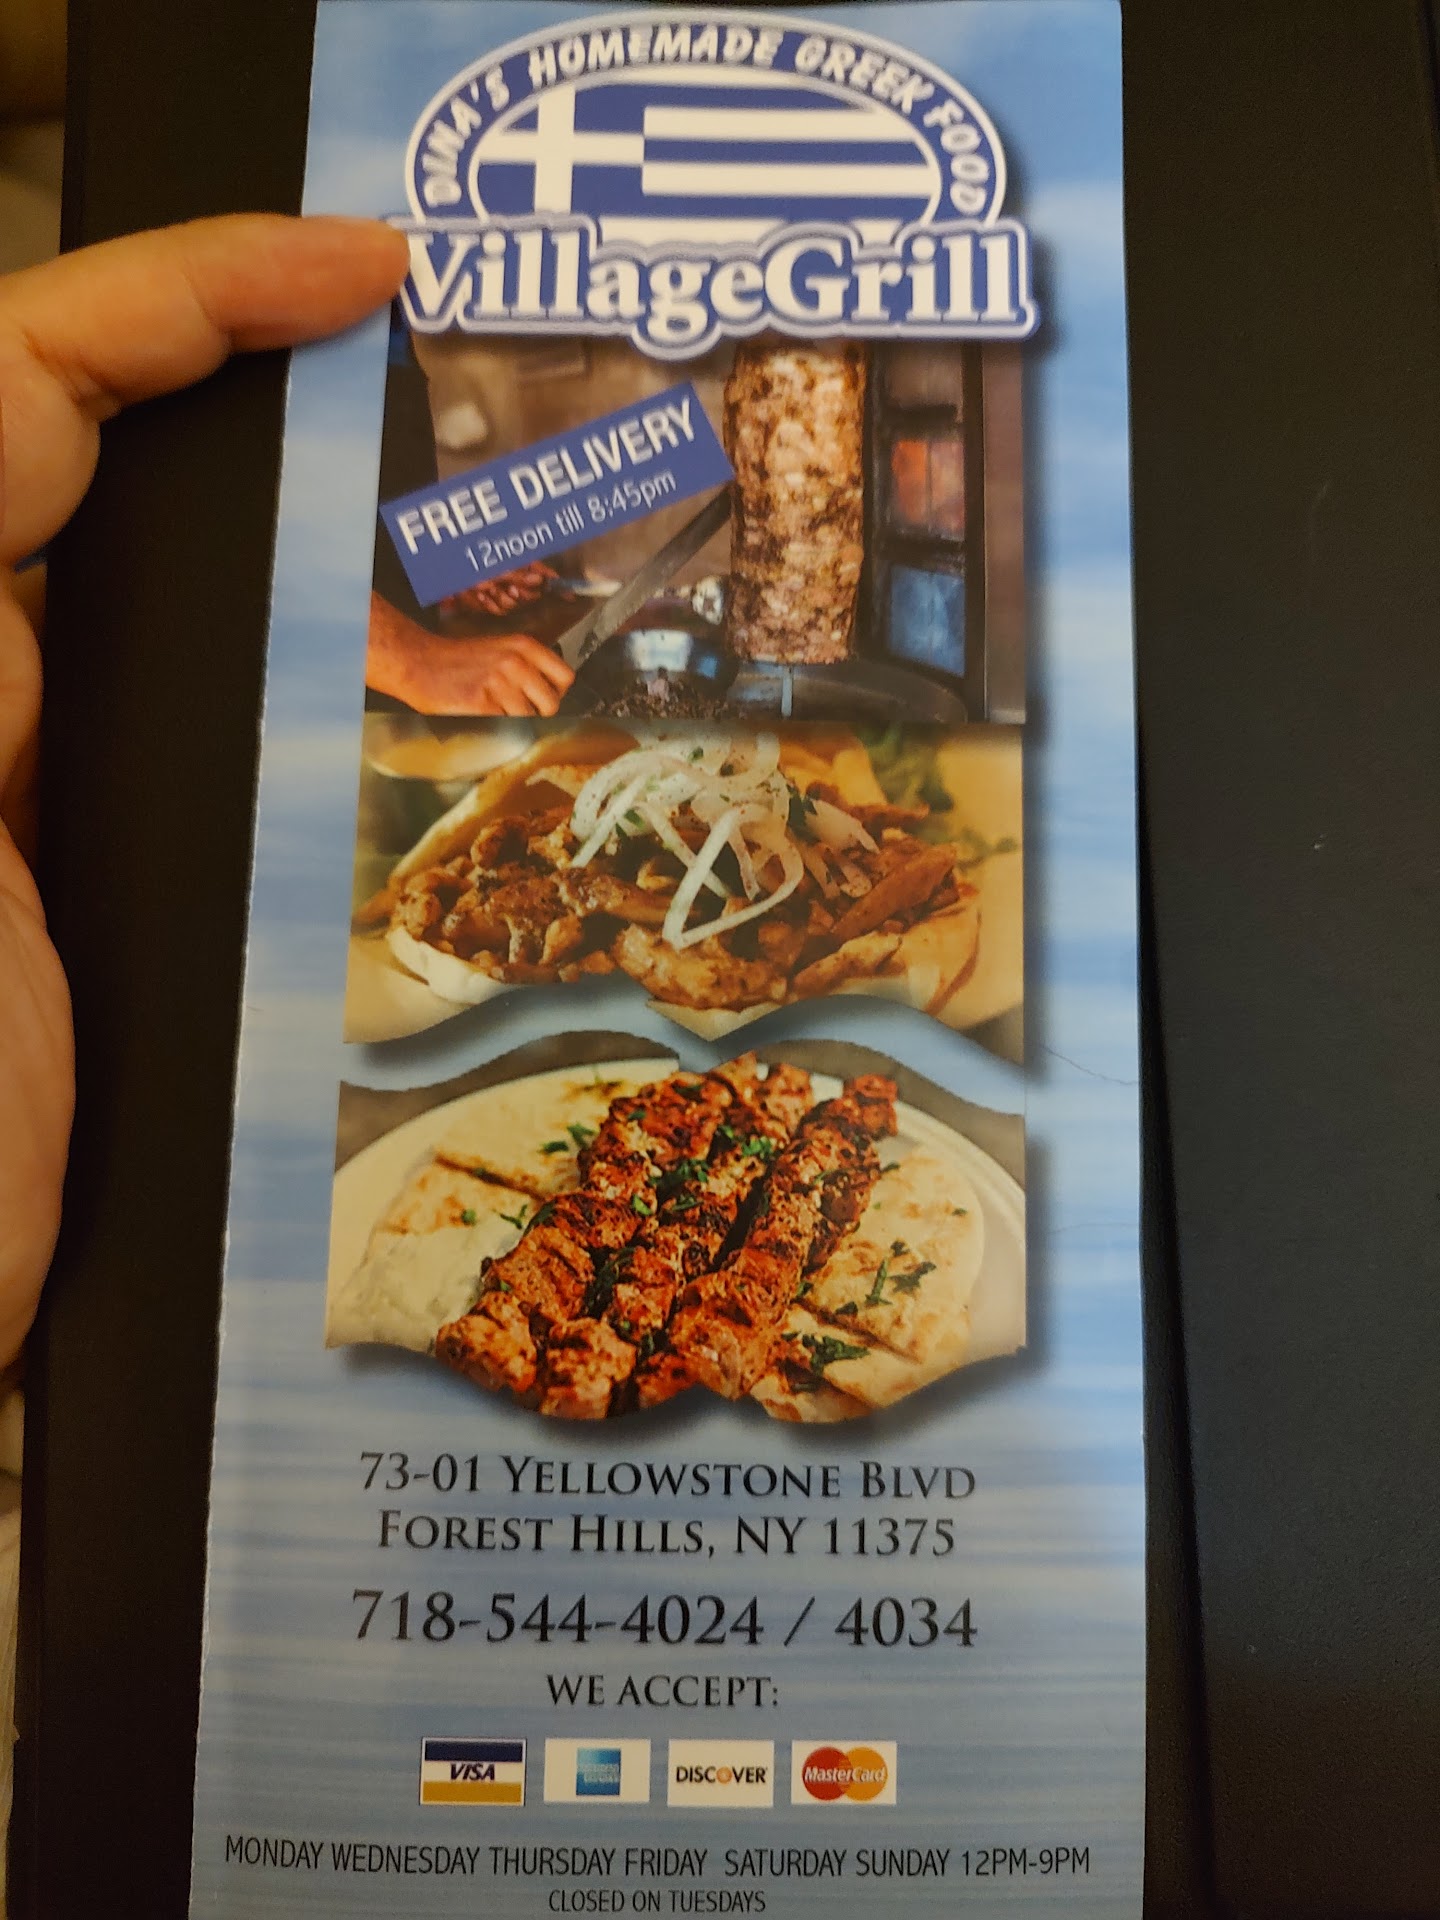 DINA'S HOMEMADE GREEK FOOD
VillageGrill
FREE DELIVERY
12noon till 8:45pm
73-01 YELLOWSTONE BLVD
FOREST HILLS, NY 11375
718-544-4024 / 4034
WE ACCEPT:
VISA AMERICAN EXPRESS DISCOVER MasterCard
MONDAY WEDNESDAY THURSDAY FRIDAY SATURDAY SUNDAY 12PM-9PM
CLOSED ON TUESDAYS